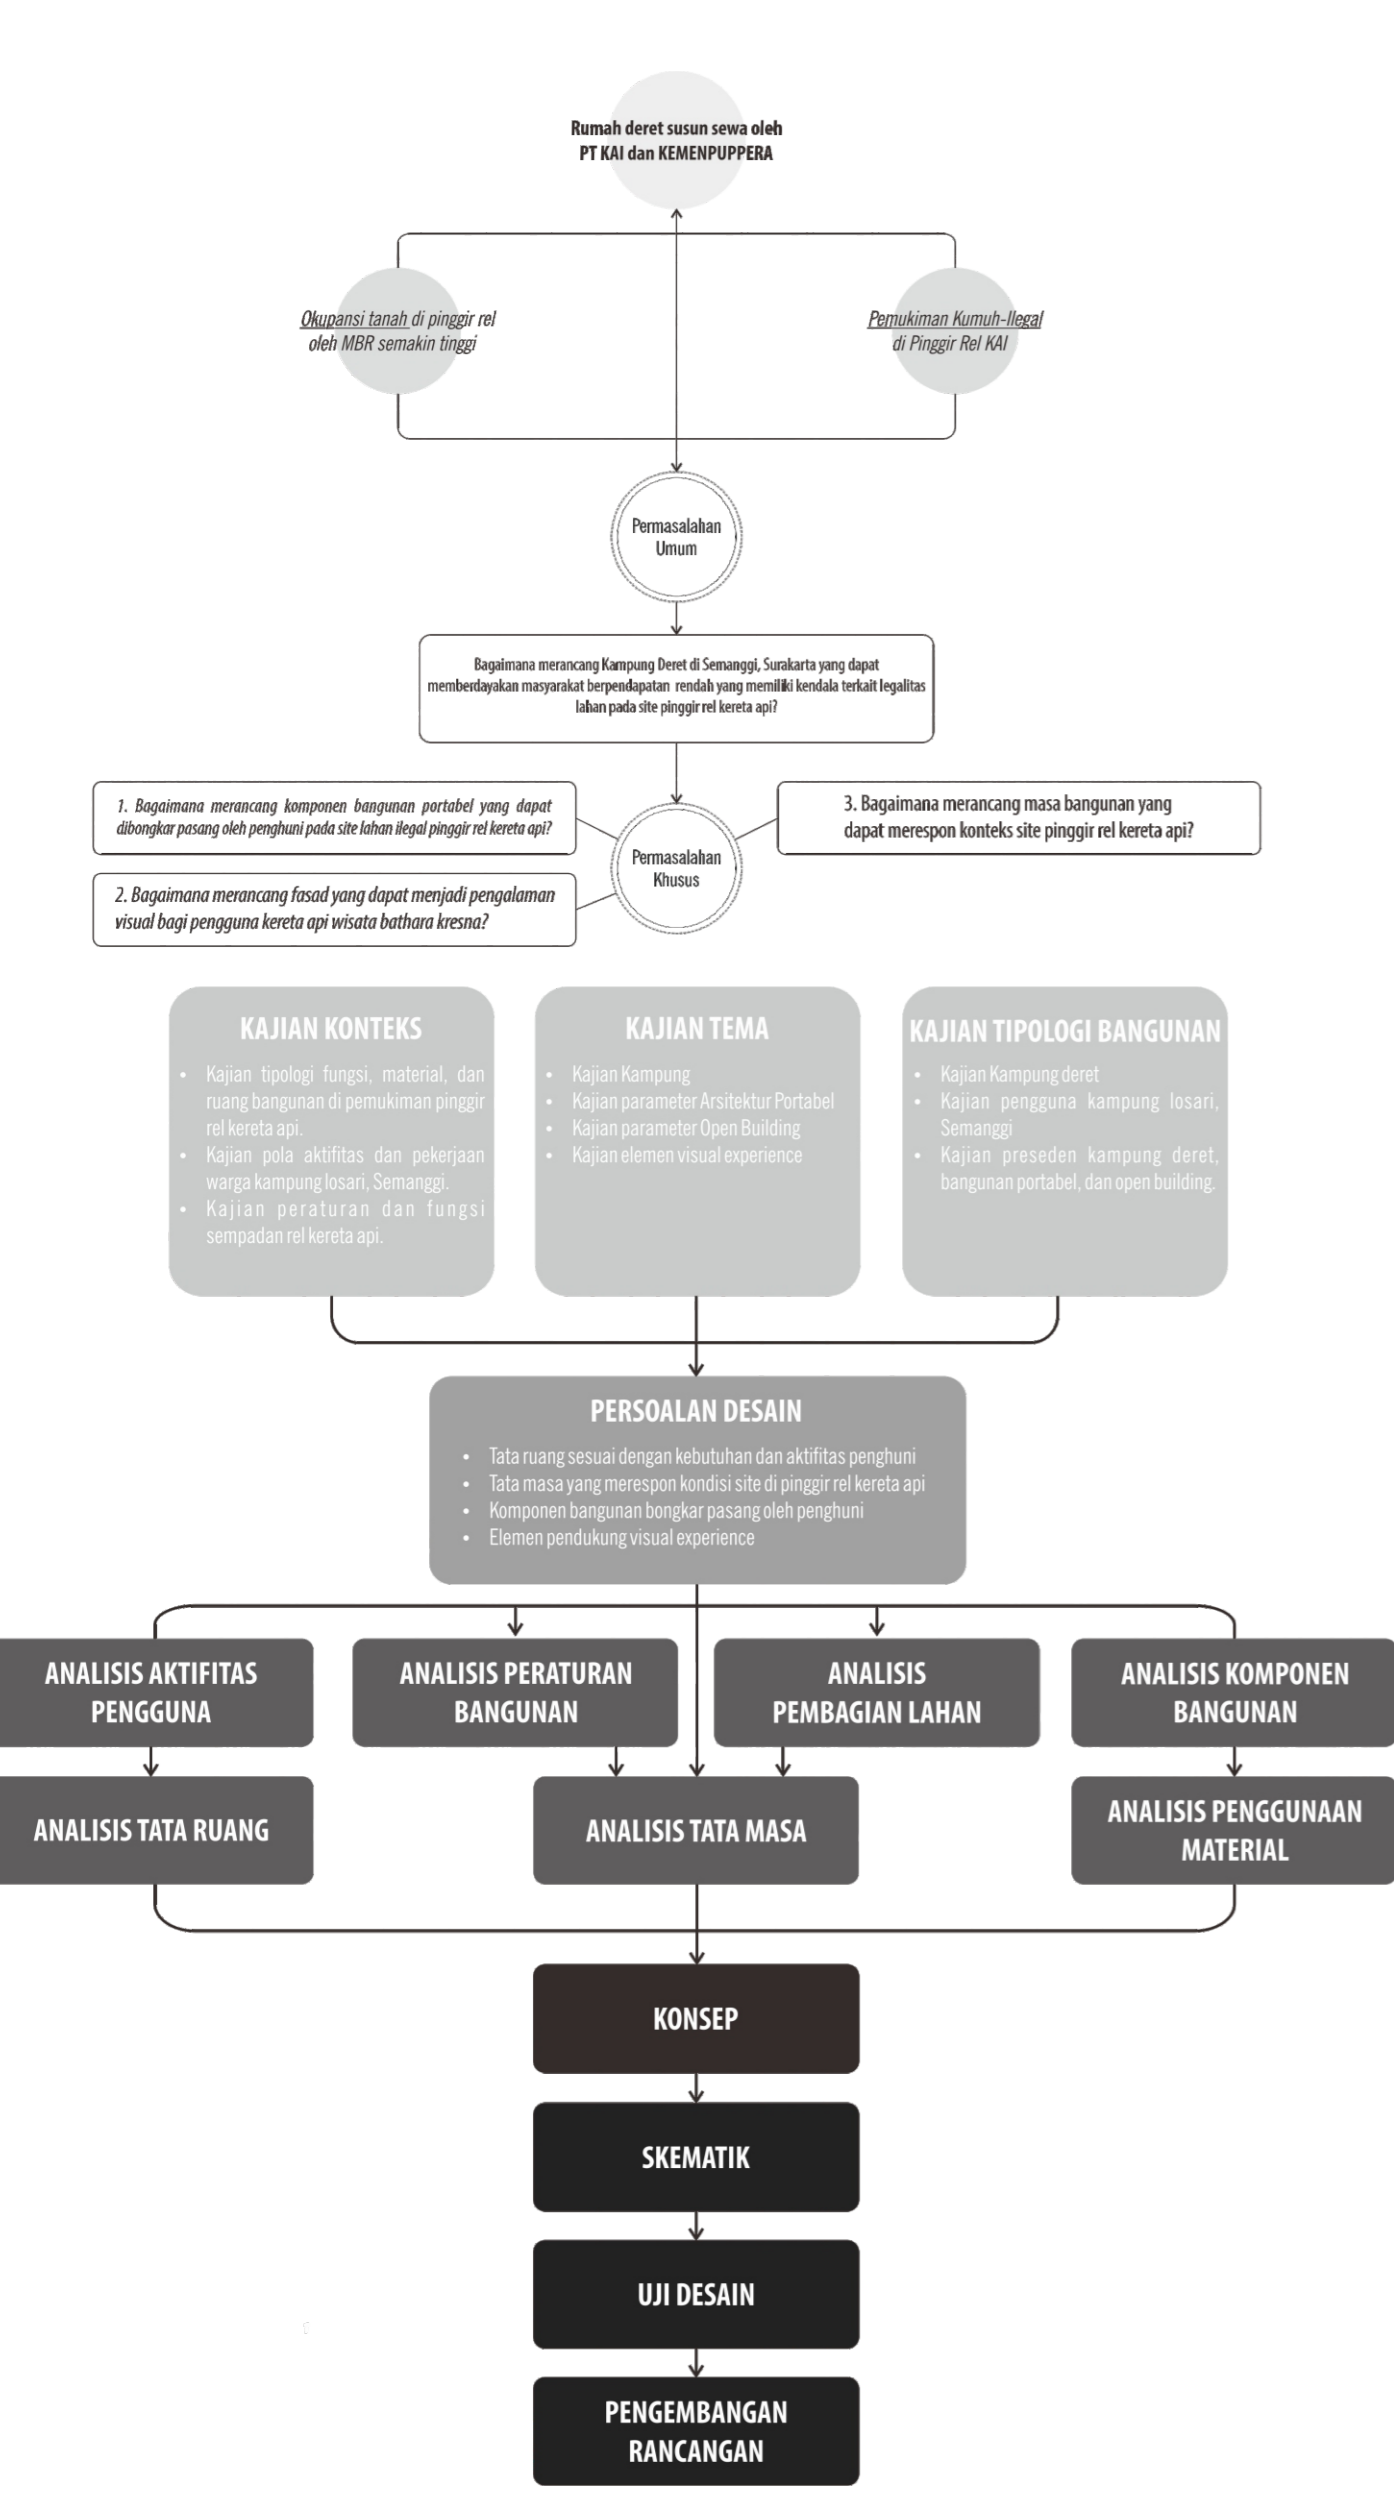 Rumah deret susun sewa oleh
PT KAI dan KEMENPUPPERA
Okupansi tanah di pinggir rel
oleh MBR semakin tinggi
Pemukiman Kumuh-Ilegal
di Pinggir Rel KAI
Permasalahan
Umum
Bagaimana merancang Kampung Deret di Semanggi, Surakarta yang dapat
memberdayakan masyarakat berpendapatan rendah yang memiliki kendala terkait legalitas
lahan pada site pinggir rel kereta api?
1. Bagaimana merancang komponen bangunan portabel yang dapat
dibongkar pasang oleh penghuni pada site lahan ilegal pinggir rel kereta api?
2. Bagaimana merancang fasad yang dapat menjadi pengalaman
visual bagi pengguna kereta api wisata bathara kresna?
Permasalahan
Khusus
3. Bagaimana merancang masa bangunan yang
dapat merespon konteks site pinggir rel kereta api?
KAJIAN KONTEKS
• Kajian tipologi fungsi, material, dan
ruang bangunan di pemukiman pinggir
rel kereta api.
• Kajian pola aktifitas dan pekerjaan
warga kampung losari, Semanggi.
• Kajian peraturan dan fungsi
sempadan rel kereta api.
KAJIAN TEMA
• Kajian Kampung
• Kajian parameter Arsitektur Portabel
• Kajian parameter Open Building
• Kajian elemen visual experience
KAJIAN TIPOLOGI BANGUNAN
• Kajian Kampung deret
• Kajian pengguna kampung losari,
Semanggi
• Kajian preseden kampung deret,
bangunan portabel, dan open building.
PERSOALAN DESAIN
• Tata ruang sesuai dengan kebutuhan dan aktifitas penghuni
• Tata masa yang merespon kondisi site di pinggir rel kereta api
• Komponen bangunan bongkar pasang oleh penghuni
• Elemen pendukung visual experience
ANALISIS AKTIFITAS
PENGGUNA
ANALISIS PERATURAN
BANGUNAN
ANALISIS
PEMBAGIAN LAHAN
ANALISIS KOMPONEN
BANGUNAN
ANALISIS TATA RUANG
ANALISIS TATA MASA
ANALISIS PENGGUNAAN
MATERIAL
KONSEP
SKEMATIK
UJI DESAIN
PENGEMBANGAN
RANCANGAN